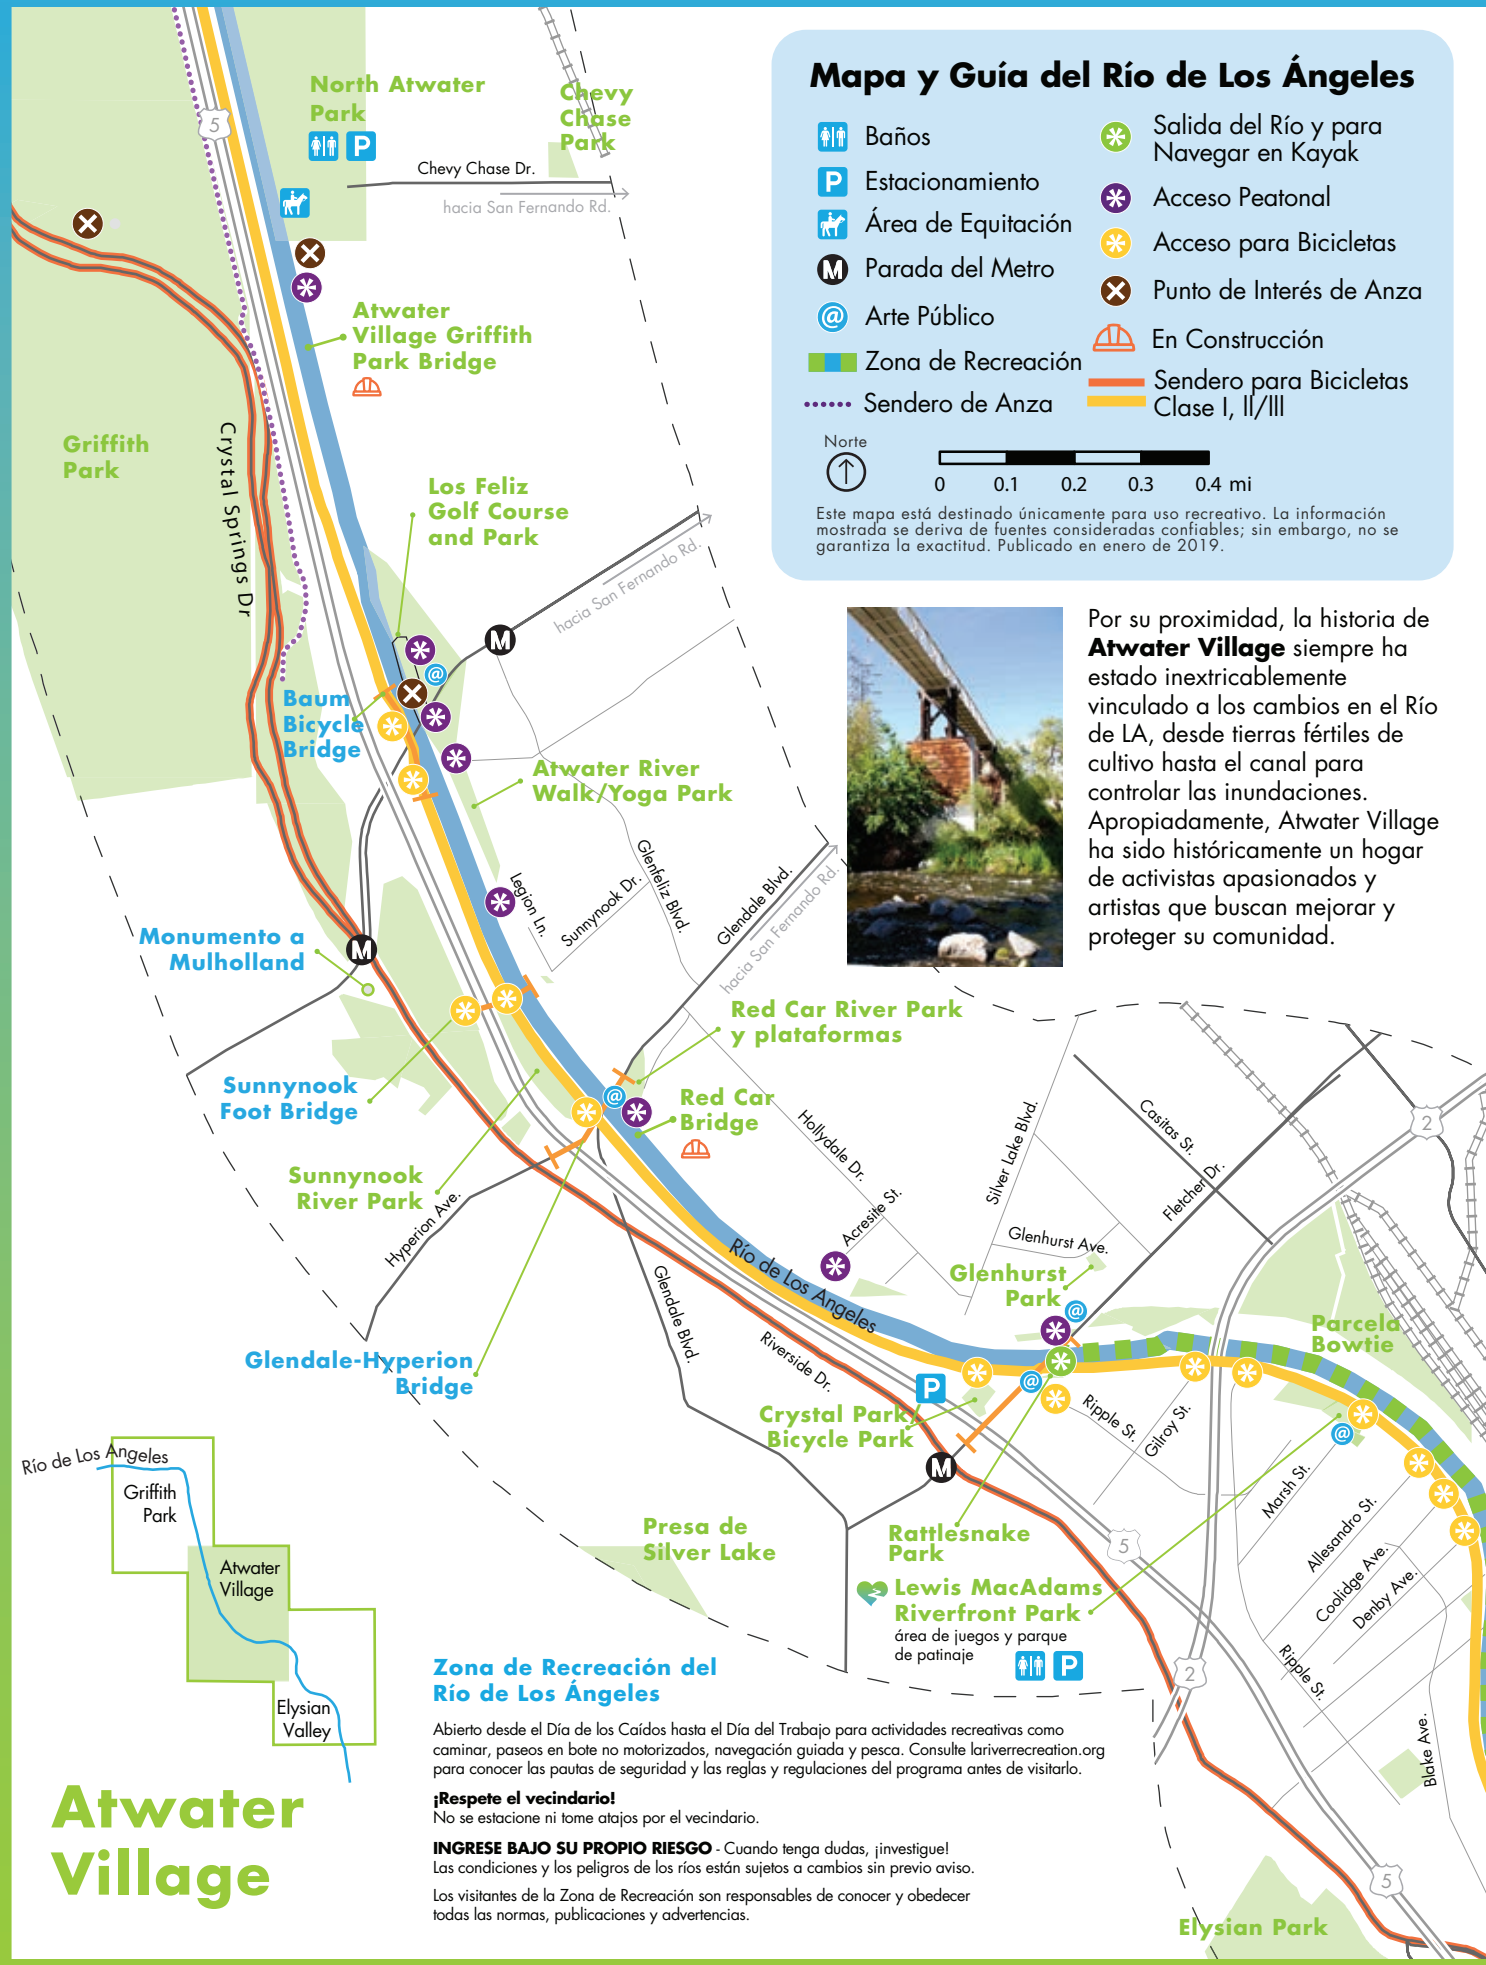 Mapa y Guía del Río de Los Ángeles
Baños
Estacionamiento
Área de Equitación
M
Parada del Metro
@
Arte Público
Zona de Recreación
Sendero de Anza
Salida del Río y para
Navegar en Kayak
Acceso Peatonal
Acceso para Bicicletas
Punto de Interés de Anza
En Construcción
Sendero para Bicicletas
Clase I, II/III
P
Norte
0 0.1 0.2 0.3 0.4 mi
Este mapa está destinado únicamente para uso recreativo. La información
mostrada se deriva de fuentes consideradas confiables; sin embargo, no se
garantiza la exactitud. Publicado en enero de 2019.
Por su proximidad, la historia de
Atwater Village siempre ha
estado inextricablemente
vinculado a los cambios en el Río
de LA, desde tierras fértiles de
cultivo hasta el canal para
controlar las inundaciones.
Apropiadamente, Atwater Village
ha sido históricamente un hogar
de activistas apasionados y
artistas que buscan mejorar y
proteger su comunidad.
North Atwater
Park
P
Chevy
Chase
Park
5
Chevy Chase Dr.
hacia San Fernando Rd.
Atwater
Village Griffith
Park Bridge
Griffith
Park
Crystal Springs Dr
Los Feliz
Golf Course
and Park
hacia San Fernando Rd.
M
@
Baum
Bicycle
Bridge
Atwater River
Walk/Yoga Park
Legion Ln.
Sunnynook Dr.
Glenfeliz Blvd.
Glendale Blvd.
hacia San Fernando Rd.
Monumento a
Mulholland
M
Sunnynook
Foot Bridge
Red Car River Park
y plataformas
@
Red Car
Bridge
Sunnynook
River Park
Hyperion Ave.
Hollydale Dr.
Acresite St.
Silver Lake Blvd.
Casitas St.
Fletcher Dr.
2
Glenhurst Ave.
Glenhurst
Park
@
Río de Los Angeles
Glendale Blvd.
Riverside Dr.
Glendale-Hyperion
Bridge
Parcela
Bowtie
P
@
Crystal Park/
Bicycle Park
M
Ripple St.
Gilroy St.
@
Marsh St.
Allesandro St.
Coolidge Ave.
Denby Ave.
Ripple St.
Blake Ave.
5
2
5
Presa de
Silver Lake
Rattlesnake
Park
Lewis MacAdams
Riverfront Park
área de juegos y parque
de patinaje
P
Elysian Park
Río de Los Angeles
Griffith
Park
Atwater
Village
Elysian
Valley
Atwater
Village
Zona de Recreación del
Río de Los Ángeles
Abierto desde el Día de los Caídos hasta el Día del Trabajo para actividades recreativas como
caminar, paseos en bote no motorizados, navegación guiada y pesca. Consulte lariverrecreation.org
para conocer las pautas de seguridad y las reglas y regulaciones del programa antes de visitarlo.
¡Respete el vecindario!
No se estacione ni tome atajos por el vecindario.
INGRESE BAJO SU PROPIO RIESGO - Cuando tenga dudas, ¡investigue!
Las condiciones y los peligros de los ríos están sujetos a cambios sin previo aviso.
Los visitantes de la Zona de Recreación son responsables de conocer y obedecer
todas las normas, publicaciones y advertencias.